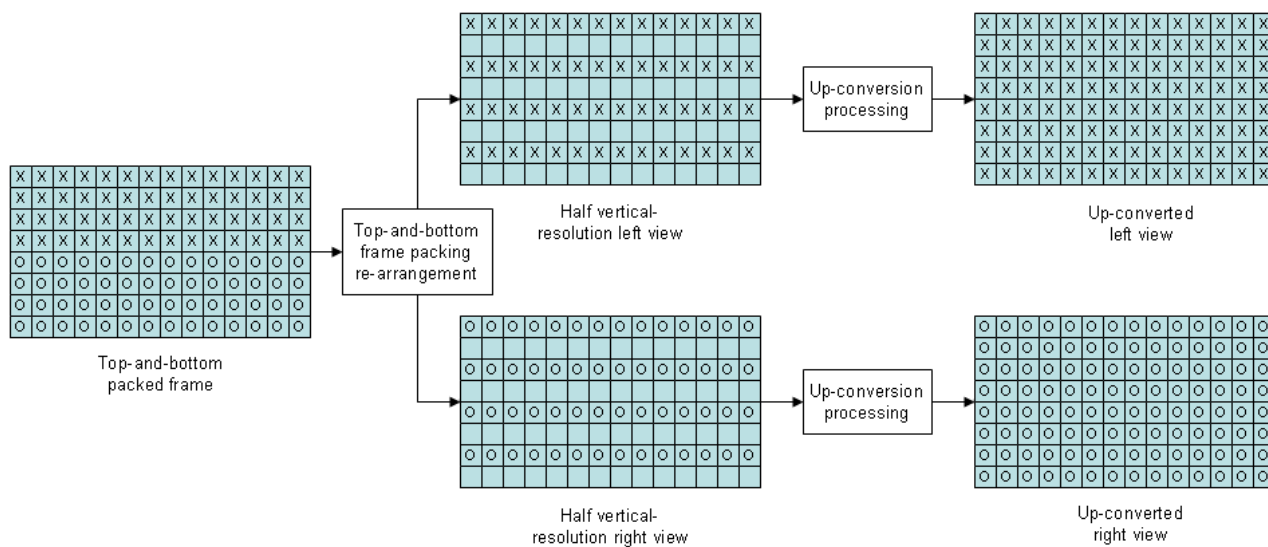 X X X X X X X X X X X X X X
X X X X X X X X X X X X X X
X X X X X X X X X X X X X X
X X X X X X X X X X X X X X
O O O O O O O O O O O O O O
O O O O O O O O O O O O O O
O O O O O O O O O O O O O O
O O O O O O O O O O O O O O
Top-and-bottom
packed frame
Top-and-bottom
frame packing
re-arrangement
X X X X X X X X X X X X X X
X X X X X X X X X X X X X X
X X X X X X X X X X X X X X
X X X X X X X X X X X X X X
Half vertical-
resolution left view
Up-conversion
processing
X X X X X X X X X X X X X X
X X X X X X X X X X X X X X
X X X X X X X X X X X X X X
X X X X X X X X X X X X X X
X X X X X X X X X X X X X X
X X X X X X X X X X X X X X
X X X X X X X X X X X X X X
X X X X X X X X X X X X X X
Up-converted
left view
O O O O O O O O O O O O O O
O O O O O O O O O O O O O O
O O O O O O O O O O O O O O
O O O O O O O O O O O O O O
Half vertical-
resolution right view
Up-conversion
processing
O O O O O O O O O O O O O O
O O O O O O O O O O O O O O
O O O O O O O O O O O O O O
O O O O O O O O O O O O O O
O O O O O O O O O O O O O O
O O O O O O O O O O O O O O
O O O O O O O O O O O O O O
O O O O O O O O O O O O O O
Up-converted
right view